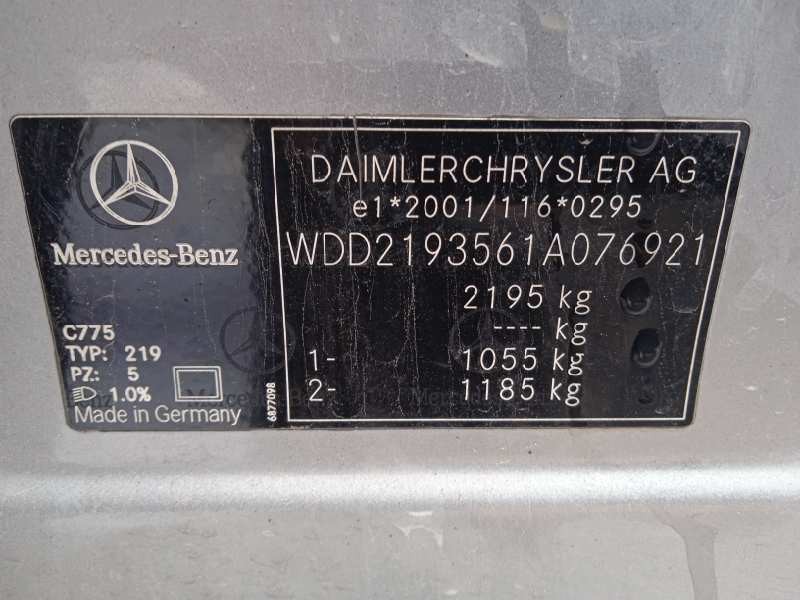 Mercedes-Benz
C775
TYP: 219
PZ.: 5
1.0%
Made in Germany
6877098
DAIMLERCHRYSLER AG
e1*2001/116*0295
WDD2193561A076921
2195 kg
---- kg
1- 1055 kg
2- 1185 kg